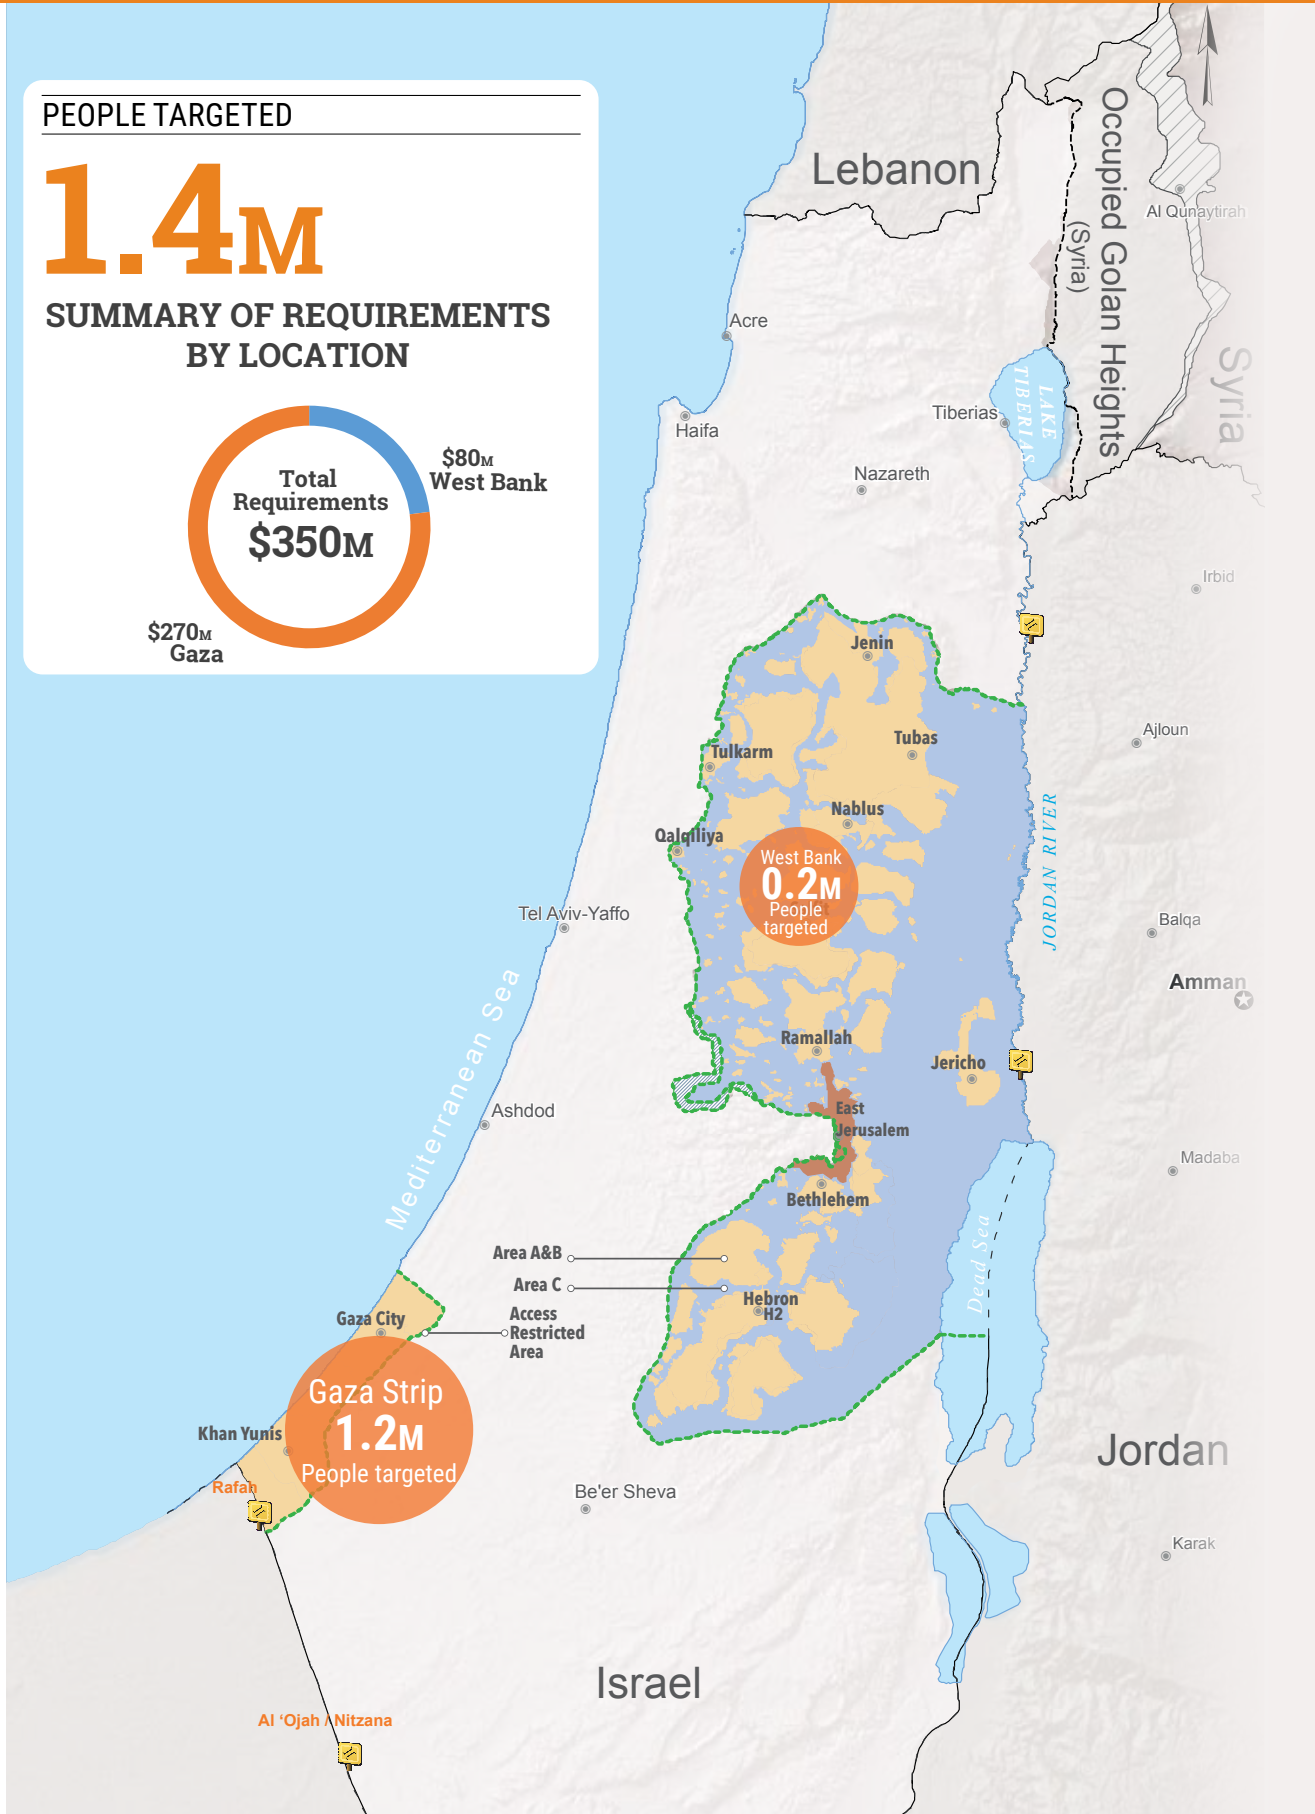 PEOPLE TARGETED
1.4M
SUMMARY OF REQUIREMENTS
BY LOCATION
Total
Requirements
$350M
$80M
West Bank
$270M
Gaza
Lebanon
Occupied Golan Heights
(Syria)
Al Qunaytirah
Syria
Acre
Haifa
Tiberias
LAKE
TIBERIAS
Nazareth
Irbid
Jenin
Ajloun
Tubas
Tulkarm
Nablus
Qalqiliya
West Bank
0.2M
People
targeted
JORDAN RIVER
Tel Aviv-Yaffo
Balqa
Amman
Mediterranean Sea
Ramallah
Jericho
Ashdod
East
Jerusalem
Madaba
Bethlehem
Dead Sea
Area A&B
Area C
Hebron
H2
Access
Restricted
Area
Gaza City
Gaza Strip
1.2M
People targeted
Khan Yunis
Rafah
Jordan
Be'er Sheva
Karak
Israel
Al ‘Ojah / Nitzana